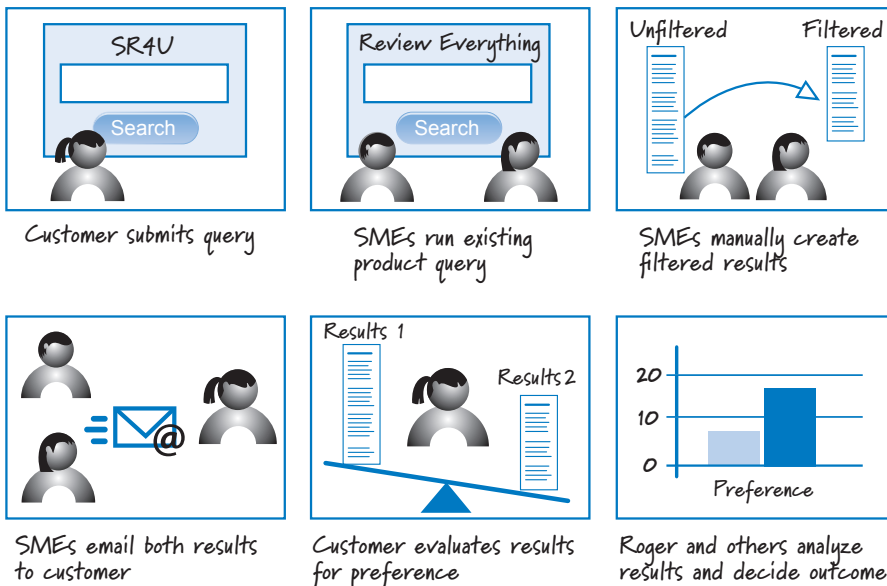 SR4U
Search
Customer submits query
Review Everything
Search
SMEs run existing
product query
Unfiltered
Filtered
SMEs manually create
filtered results
@
SMEs email both results
to customer
Results 1
Results 2
Customer evaluates results
for preference
20
10
0
Preference
Roger and others analyze
results and decide outcome